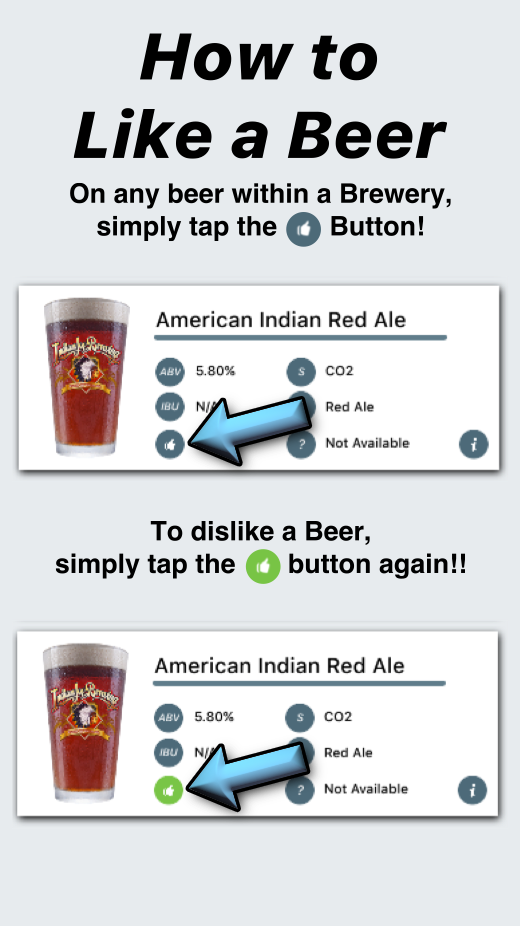 How to
Like a Beer
On any beer within a Brewery,
simply tap the Button!
American Indian Red Ale
ABV 5.80% S CO2
IBU N/ Red Ale
? Not Available i
To dislike a Beer,
simply tap the button again!!
American Indian Red Ale
ABV 5.80% S CO2
IBU N/ Red Ale
? Not Available i